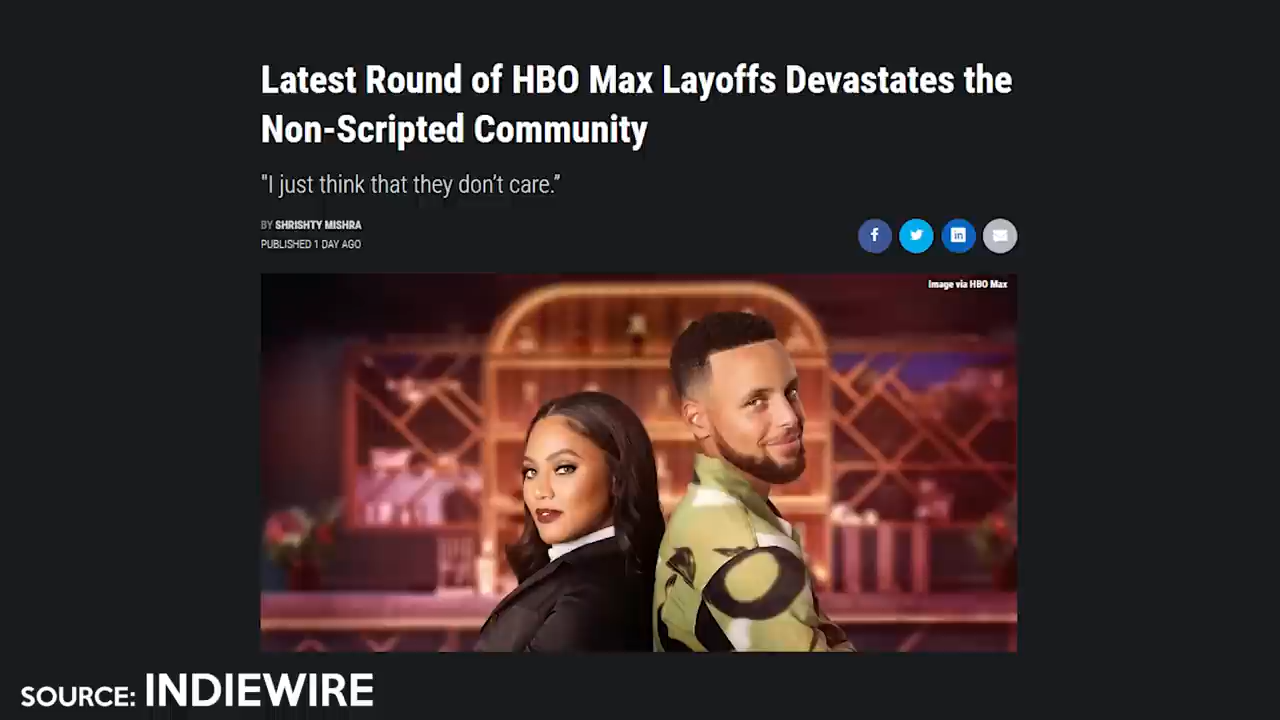 Latest Round of HBO Max Layoffs Devastates the
Non-Scripted Community
"I just think that they don't care.”
BY SHRISHTY MISHRA
PUBLISHED 1 DAY AGO
Image via HBO Max
SOURCE: INDIEWIRE